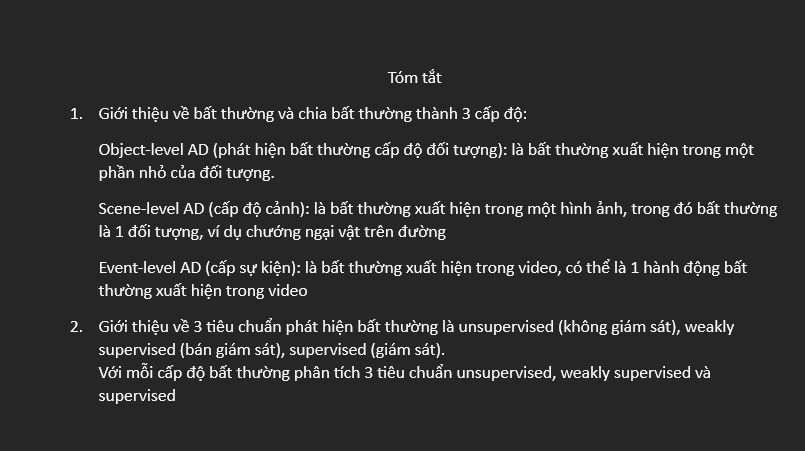 Tóm tắt
1. Giới thiệu về bất thường và chia bất thường thành 3 cấp độ:
Object-level AD (phát hiện bất thường cấp độ đối tượng): là bất thường xuất hiện trong một
phần nhỏ của đối tượng.
Scene-level AD (cấp độ cảnh): là bất thường xuất hiện trong một hình ảnh, trong đó bất thường
là 1 đối tượng, ví dụ chướng ngại vật trên đường
Event-level AD (cấp sự kiện): là bất thường xuất hiện trong video, có thể là 1 hành động bất
thường xuất hiện trong video
2. Giới thiệu về 3 tiêu chuẩn phát hiện bất thường là unsupervised (không giám sát), weakly
supervised (bán giám sát), supervised (giám sát).
Với mỗi cấp độ bất thường phân tích 3 tiêu chuẩn unsupervised, weakly supervised và
supervised